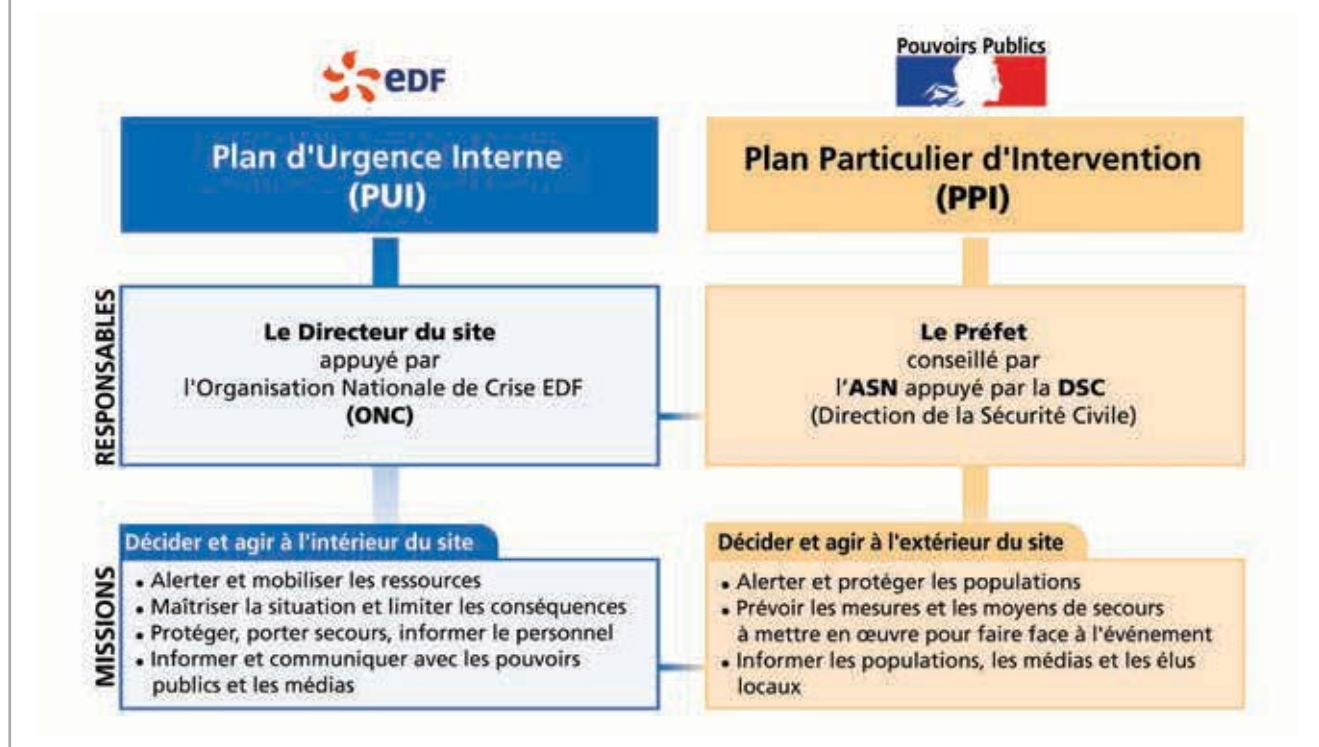 eDF
Plan d'Urgence Interne
(PUI)
RESPONSABLES
Le Directeur du site
appuyé par
l'Organisation Nationale de Crise EDF
(ONC)
MISSIONS
Décider et agir à l'intérieur du site
• Alerter et mobiliser les ressources
• Maîtriser la situation et limiter les conséquences
• Protéger, porter secours, informer le personnel
• Informer et communiquer avec les pouvoirs
publics et les médias
Pouvoirs Publics
Plan Particulier d'Intervention
(PPI)
Le Préfet
conseillé par
l'ASN appuyé par la DSC
(Direction de la Sécurité Civile)
Décider et agir à l'extérieur du site
• Alerter et protéger les populations
• Prévoir les mesures et les moyens de secours
à mettre en œuvre pour faire face à l'événement
• Informer les populations, les médias et les élus
locaux